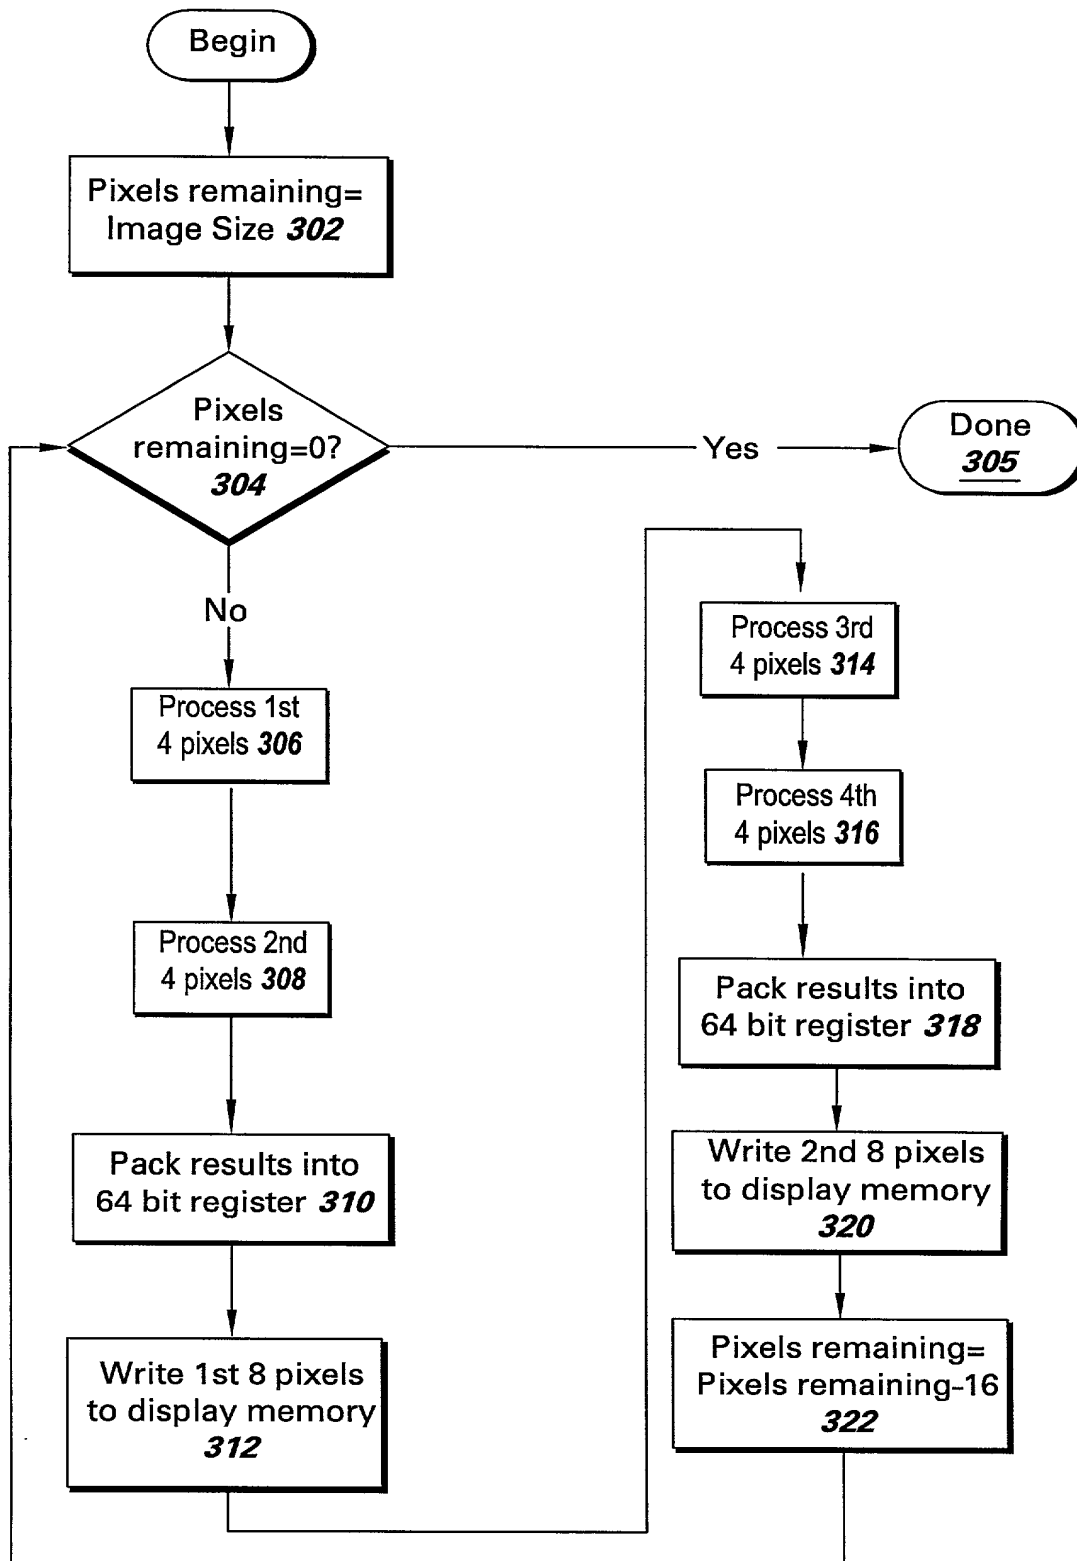 Begin
Pixels remaining=
Image Size 302
Pixels
remaining=0?
304
Yes
Done
305
No
Process 1st
4 pixels 306
Process 2nd
4 pixels 308
Pack results into
64 bit register 310
Write 1st 8 pixels
to display memory
312
Process 3rd
4 pixels 314
Process 4th
4 pixels 316
Pack results into
64 bit register 318
Write 2nd 8 pixels
to display memory
320
Pixels remaining=
Pixels remaining-16
322